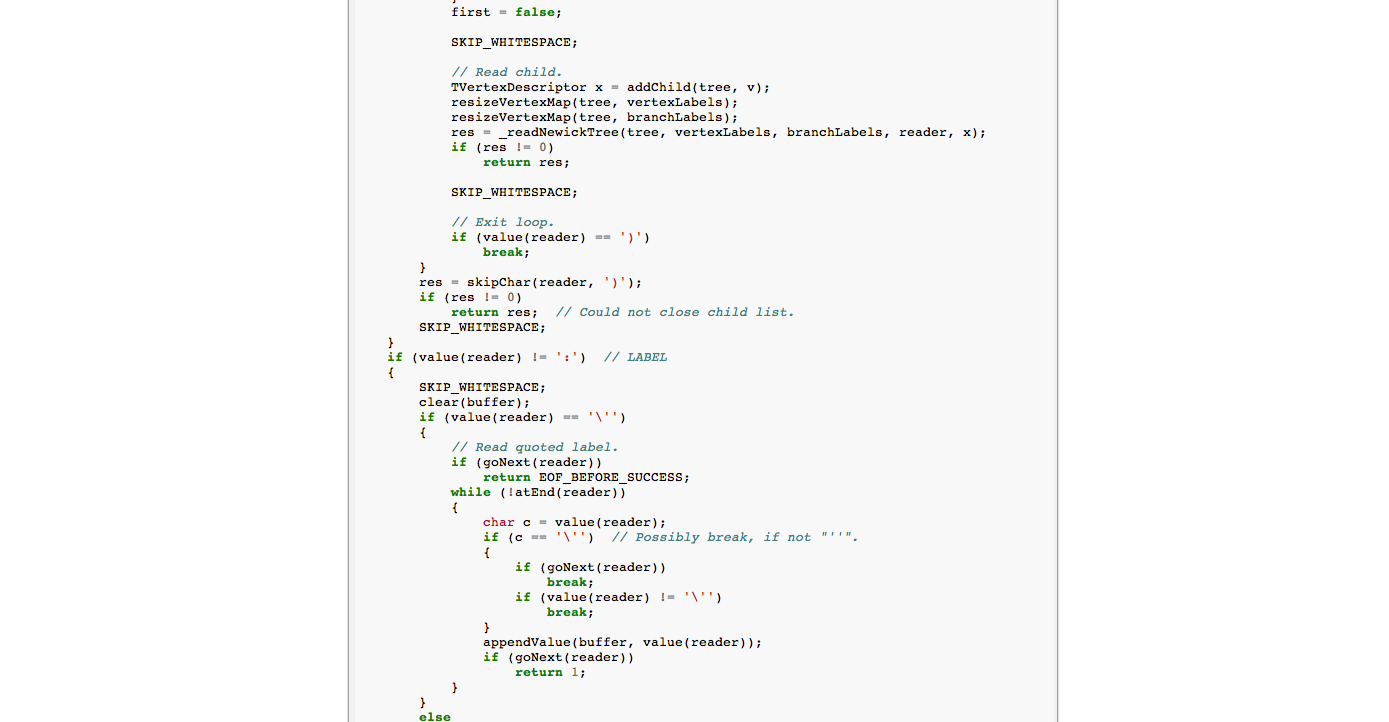 first = false;
SKIP_WHITESPACE;
// Read child.
TVertexDescriptor x = addChild(tree, v);
resizeVertexMap(tree, vertexLabels);
resizeVertexMap(tree, branchLabels);
res = _readNewickTree(tree, vertexLabels, branchLabels, reader, x);
if (res != 0)
return res;
SKIP_WHITESPACE;
// Exit loop.
if (value(reader) == ')')
break;
}
res = skipChar(reader, ')');
if (res != 0)
return res;  // Could not close child list.
SKIP_WHITESPACE;
}
if (value(reader) != ':')  // LABEL
{
SKIP_WHITESPACE;
clear(buffer);
if (value(reader) == '\'')
{
// Read quoted label.
if (goNext(reader))
return EOF_BEFORE_SUCCESS;
while (!atEnd(reader))
{
char c = value(reader);
if (c == '\'')  // Possibly break, if not "''".
{
if (goNext(reader))
break;
if (value(reader) != '\'')
break;
}
appendValue(buffer, value(reader));
if (goNext(reader))
return 1;
}
}
else